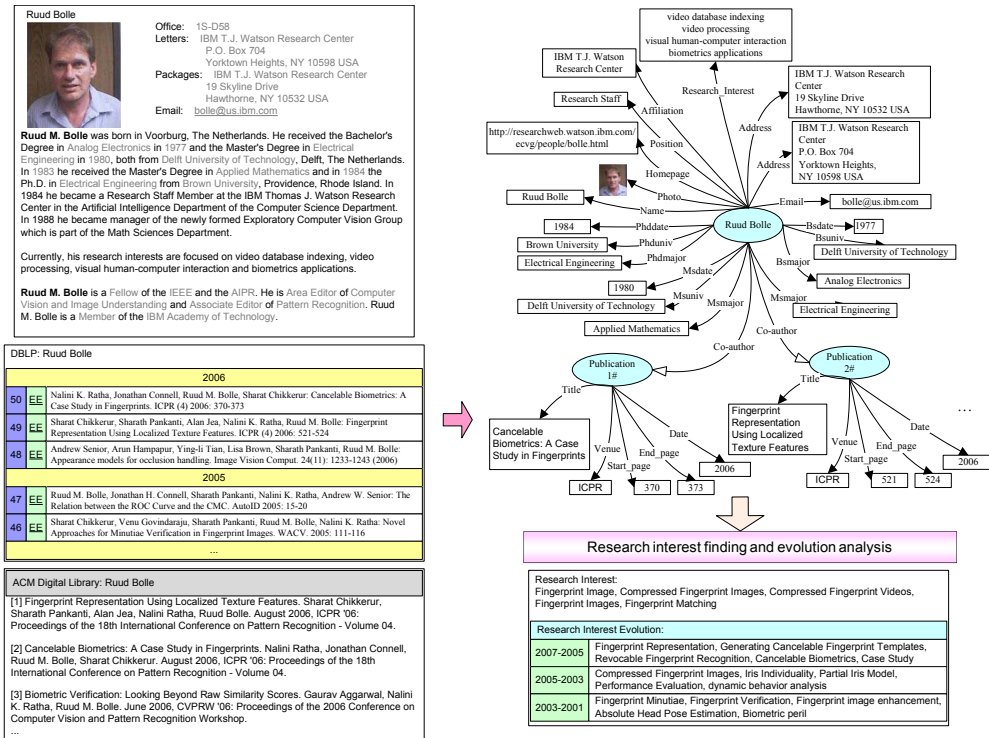 Ruud Bolle
Office: 1S-D58
Letters: IBM T.J. Watson Research Center
P.O. Box 704
Yorktown Heights, NY 10598 USA
Packages: IBM T.J. Watson Research Center
19 Skyline Drive
Hawthorne, NY 10532 USA
Email: bolle@us.ibm.com
Ruud M. Bolle was born in Voorburg, The Netherlands. He received the Bachelor's
Degree in Analog Electronics in 1977 and the Master's Degree in Electrical
Engineering in 1980, both from Delft University of Technology, Delft, The Netherlands.
In 1983 he received the Master's Degree in Applied Mathematics and in 1984 the
Ph.D. in Electrical Engineering from Brown University, Providence, Rhode Island. In
1984 he became a Research Staff Member at the IBM Thomas J. Watson Research
Center in the Artificial Intelligence Department of the Computer Science Department.
In 1988 he became manager of the newly formed Exploratory Computer Vision Group
which is part of the Math Sciences Department.
Currently, his research interests are focused on video database indexing, video
processing, visual human-computer interaction and biometrics applications.
Ruud M. Bolle is a Fellow of the IEEE and the AIPR. He is Area Editor of Computer
Vision and Image Understanding and Associate Editor of Pattern Recognition. Ruud
M. Bolle is a Member of the IBM Academy of Technology.
DBLP: Ruud Bolle
2006
50 EE Nalini K. Ratha, Jonathan Connell, Ruud M. Bolle, Sharat Chikkerur: Cancelable Biometrics: A
Case Study in Fingerprints. ICPR (4) 2006: 370-373
49 EE Sharat Chikkerur, Sharath Pankanti, Alan Jea, Nalini K. Ratha, Ruud M. Bolle: Fingerprint
Representation Using Localized Texture Features. ICPR (4) 2006: 521-524
48 EE Andrew Senior, Arun Hampapur, Ying-li Tian, Lisa Brown, Sharath Pankanti, Ruud M. Bolle:
Appearance models for occlusion handling. Image Vision Comput. 24(11): 1233-1243 (2006)
2005
47 EE Ruud M. Bolle, Jonathan H. Connell, Sharath Pankanti, Nalini K. Ratha, Andrew W. Senior: The
Relation between the ROC Curve and the CMC. AutoID 2005: 15-20
46 EE Sharat Chikkerur, Venu Govindaraju, Sharath Pankanti, Ruud M. Bolle, Nalini K. Ratha: Novel
Approaches for Minutiae Verification in Fingerprint Images. WACV. 2005: 111-116
...
ACM Digital Library: Ruud Bolle
[1] Fingerprint Representation Using Localized Texture Features. Sharat Chikkerur,
Sharath Pankanti, Alan Jea, Nalini Ratha, Ruud Bolle. August 2006, ICPR '06:
Proceedings of the 18th International Conference on Pattern Recognition - Volume 04.
[2] Cancelable Biometrics: A Case Study in Fingerprints. Nalini Ratha, Jonathan Connell,
Ruud M. Bolle, Sharat Chikkerur. August 2006, ICPR '06: Proceedings of the 18th
International Conference on Pattern Recognition - Volume 04.
[3] Biometric Verification: Looking Beyond Raw Similarity Scores. Gaurav Aggarwal, Nalini
K. Ratha, Ruud M. Bolle. June 2006, CVPRW '06: Proceedings of the 2006 Conference on
Computer Vision and Pattern Recognition Workshop.
...
video database indexing
video processing
visual human-computer interaction
biometrics applications
IBM T.J. Watson
Research Center
Research Staff
http://researchweb.watson.ibm.com/
ecvg/people/bolle.html
Ruud Bolle
1984
Brown University
Electrical Engineering
1980
Delft University of Technology
Applied Mathematics
Research_Interest
Affiliation
Position
Homepage
Photo
Name
Phddate
Phduniv
Phdmajor
Msdate
Msuniv
Msmajor
Ruud Bolle
Address
Address
Email
Bsdate
Bsuniv
Bsmajor
Msmajor
Co-author
Co-author
IBM T.J. Watson Research
Center
19 Skyline Drive
Hawthorne, NY 10532 USA
IBM T.J. Watson Research
Center
P.O. Box 704
Yorktown Heights,
NY 10598 USA
bolle@us.ibm.com
1977
Delft University of Technology
Analog Electronics
Electrical Engineering
Publication
1#
Title
Venue
Start_page
End_page
Date
Cancelable
Biometrics: A Case
Study in Fingerprints
ICPR
370
373
2006
Publication
2#
Title
Venue
Start_page
End_page
Date
Fingerprint
Representation
Using Localized
Texture Features
ICPR
521
524
2006
...
Research interest finding and evolution analysis
Research Interest:
Fingerprint Image, Compressed Fingerprint Images, Compressed Fingerprint Videos,
Fingerprint Images, Fingerprint Matching
Research Interest Evolution:
2007-2005 Fingerprint Representation, Generating Cancelable Fingerprint Templates,
Revocable Fingerprint Recognition, Cancelable Biometrics, Case Study
2005-2003 Compressed Fingerprint Images, Iris Individuality, Partial Iris Model,
Performance Evaluation, dynamic behavior analysis
2003-2001 Fingerprint Minutiae, Fingerprint Verification, Fingerprint image enhancement,
Absolute Head Pose Estimation, Biometric peril